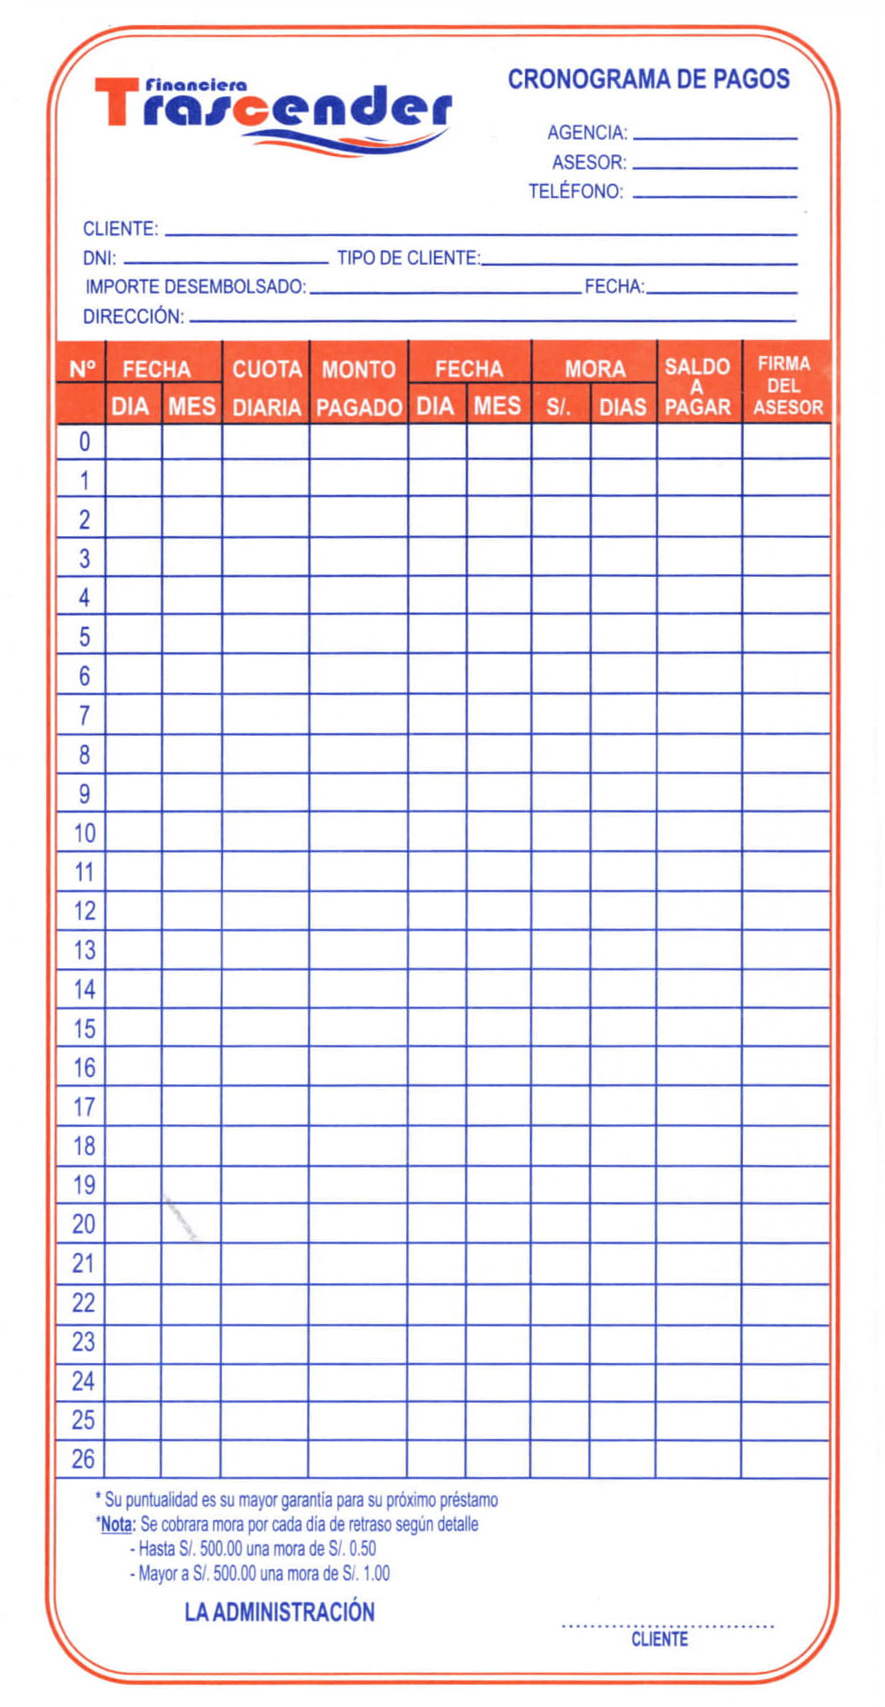 Financiera
Trascender
CRONOGRAMA DE PAGOS
AGENCIA:
ASESOR:
TELÉFONO:
CLIENTE:
DNI: TIPO DE CLIENTE:
IMPORTE DESEMBOLSADO: FECHA:
DIRECCIÓN:
Nº FECHA CUOTA DIARIA MONTO PAGADO FECHA MORA SALDO A PAGAR FIRMA DEL ASESOR
DIA MES DIA MES S/. DIAS
0
1
2
3
4
5
6
7
8
9
10
11
12
13
14
15
16
17
18
19
20
21
22
23
24
25
26
* Su puntualidad es su mayor garantía para su próximo préstamo
*Nota: Se cobrara mora por cada día de retraso según detalle
- Hasta S/. 500.00 una mora de S/. 0.50
- Mayor a S/. 500.00 una mora de S/. 1.00
LA ADMINISTRACIÓN
CLIENTE